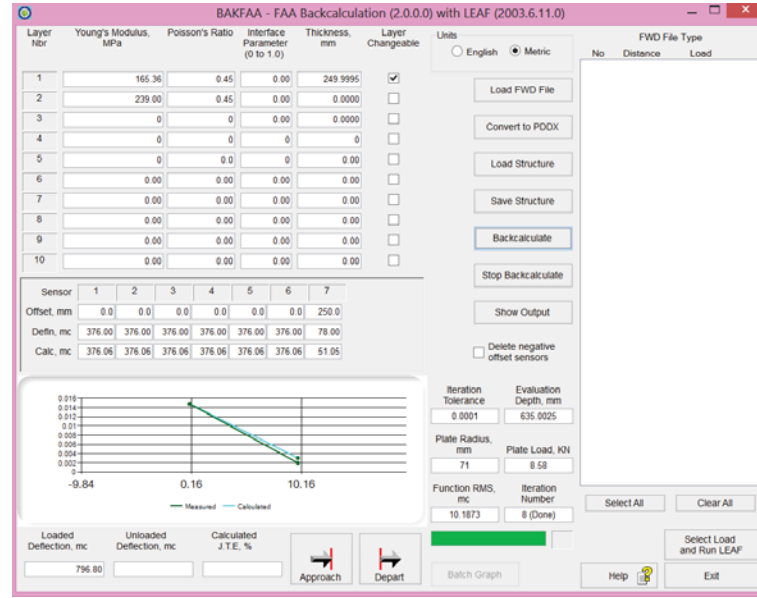 BAKFAA - FAA Backcalculation (2.0.0.0) with LEAF (2003.6.11.0)
Layer Nbr Young's Modulus, MPa Poisson's Ratio Interface Parameter (0 to 1.0) Thickness, mm Layer Changeable
1 165.36 0.45 0.00 249.9995
2 239.00 0.45 0.00 0.0000
3 0 0 0.00 0.0000
4 0 0 0 0
5 0 0.0 0 0.00
6 0.00 0.00 0.00 0.00
7 0.00 0.00 0.00 0.00
8 0.00 0.00 0.00 0.00
9 0.00 0.00 0.00 0.00
10 0.00 0.00 0.00 0.00
Sensor 1 2 3 4 5 6 7
Offset, mm 0.0 0.0 0.0 0.0 0.0 0.0 250.0
Defln, mc 376.00 376.00 376.00 376.00 376.00 376.00 78.00
Calc, mc 376.06 376.06 376.06 376.06 376.06 376.06 51.05
0.016
0.014
0.012
0.01
0.008
0.006
0.004
0.002
0
-9.84 0.16 10.16
Measured Calculated
Loaded Deflection, mc Unloaded Deflection, mc Calculated J.T.E, %
796.80
Approach Depart
Units
English Metric
Load FWD File
Convert to PDDX
Load Structure
Save Structure
Backcalculate
Stop Backcalculate
Show Output
Delete negative
offset sensors
Iteration Tolerance Evaluation Depth, mm
0.0001 635.0025
Plate Radius, mm Plate Load, KN
71 8.58
Function RMS, mc Iteration Number
10.1873 8 (Done)
Batch Graph
FWD File Type
No Distance Load
Select All Clear All
Select Load
and Run LEAF
Help Exit